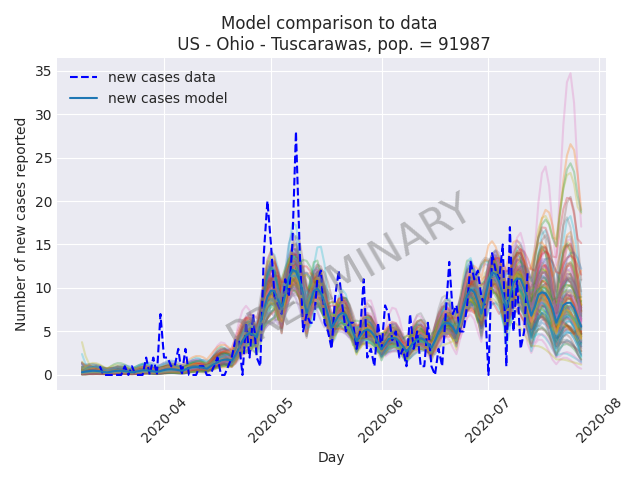 Model comparison to data
US - Ohio - Tuscarawas, pop. = 91987
new cases data
new cases model
Number of new cases reported
35
30
25
20
15
10
5
0
PRELIMINARY
2020-04
2020-05
2020-06
2020-07
2020-08
Day